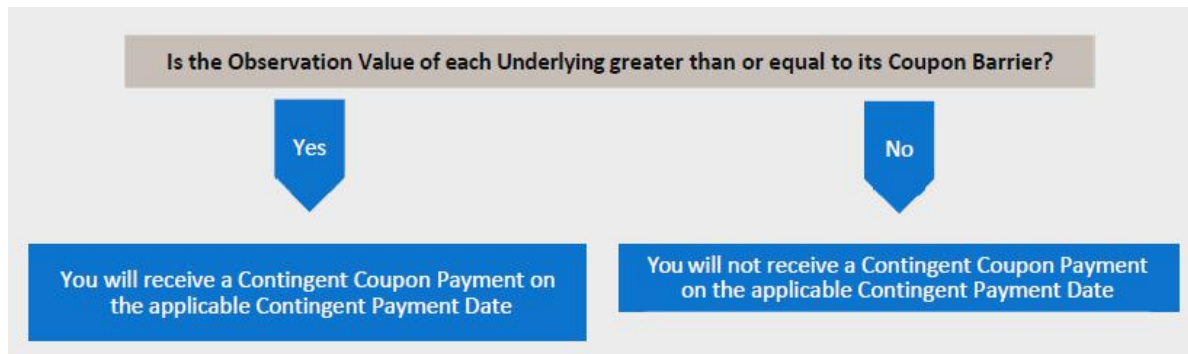 Is the Observation Value of each Underlying greater than or equal to its Coupon Barrier?
Yes
No
You will receive a Contingent Coupon Payment on
the applicable Contingent Payment Date
You will not receive a Contingent Coupon Payment
on the applicable Contingent Payment Date